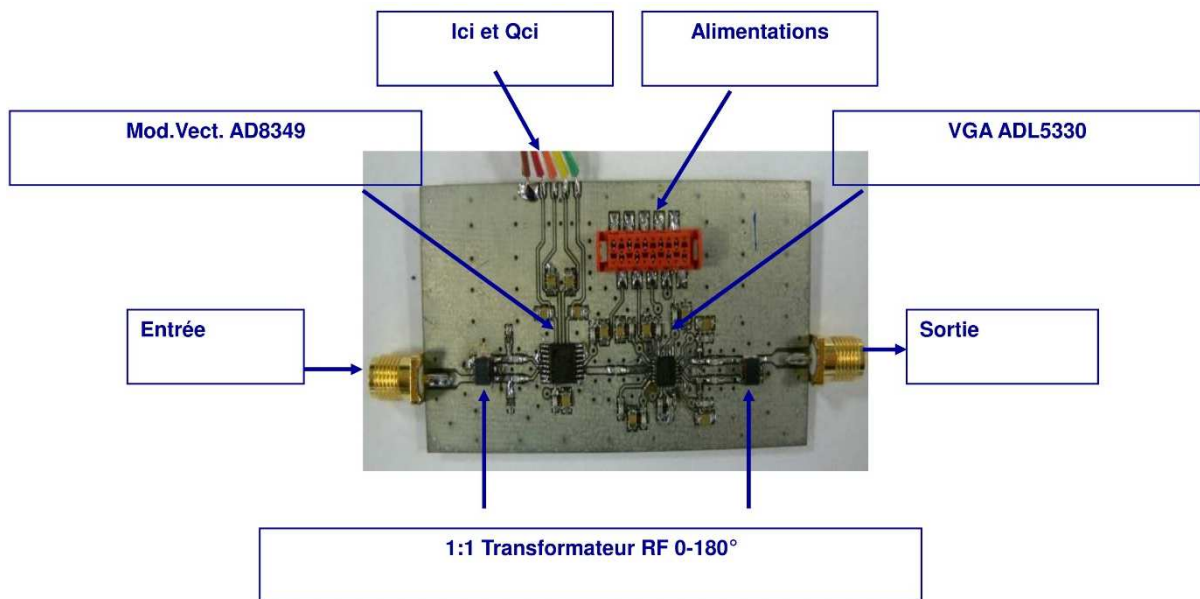 Ici et Qci
Alimentations
Mod.Vect. AD8349
VGA ADL5330
Entrée
Sortie
1:1 Transformateur RF 0-180°